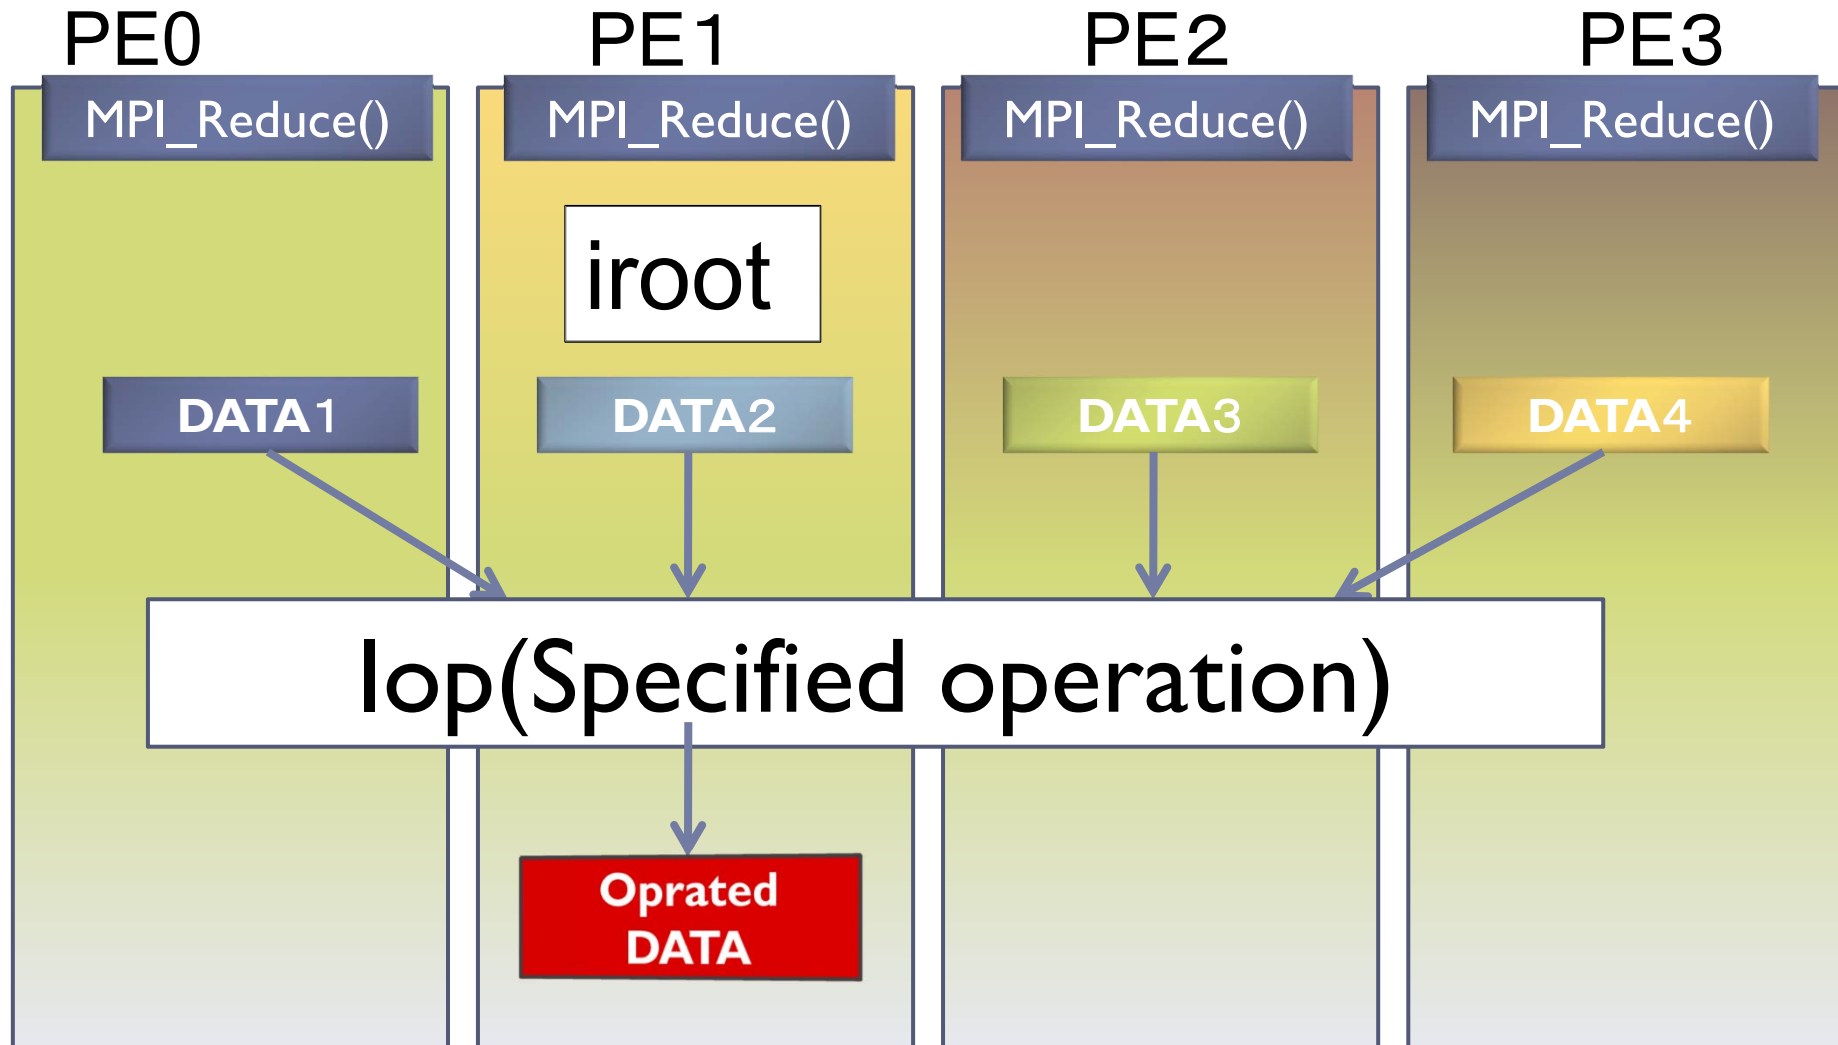 PE0 PE1 PE2 PE3
MPI_Reduce() MPI_Reduce() MPI_Reduce() MPI_Reduce()
iroot
DATA1 DATA2 DATA3 DATA4
Iop(Specified operation)
Oprated
DATA